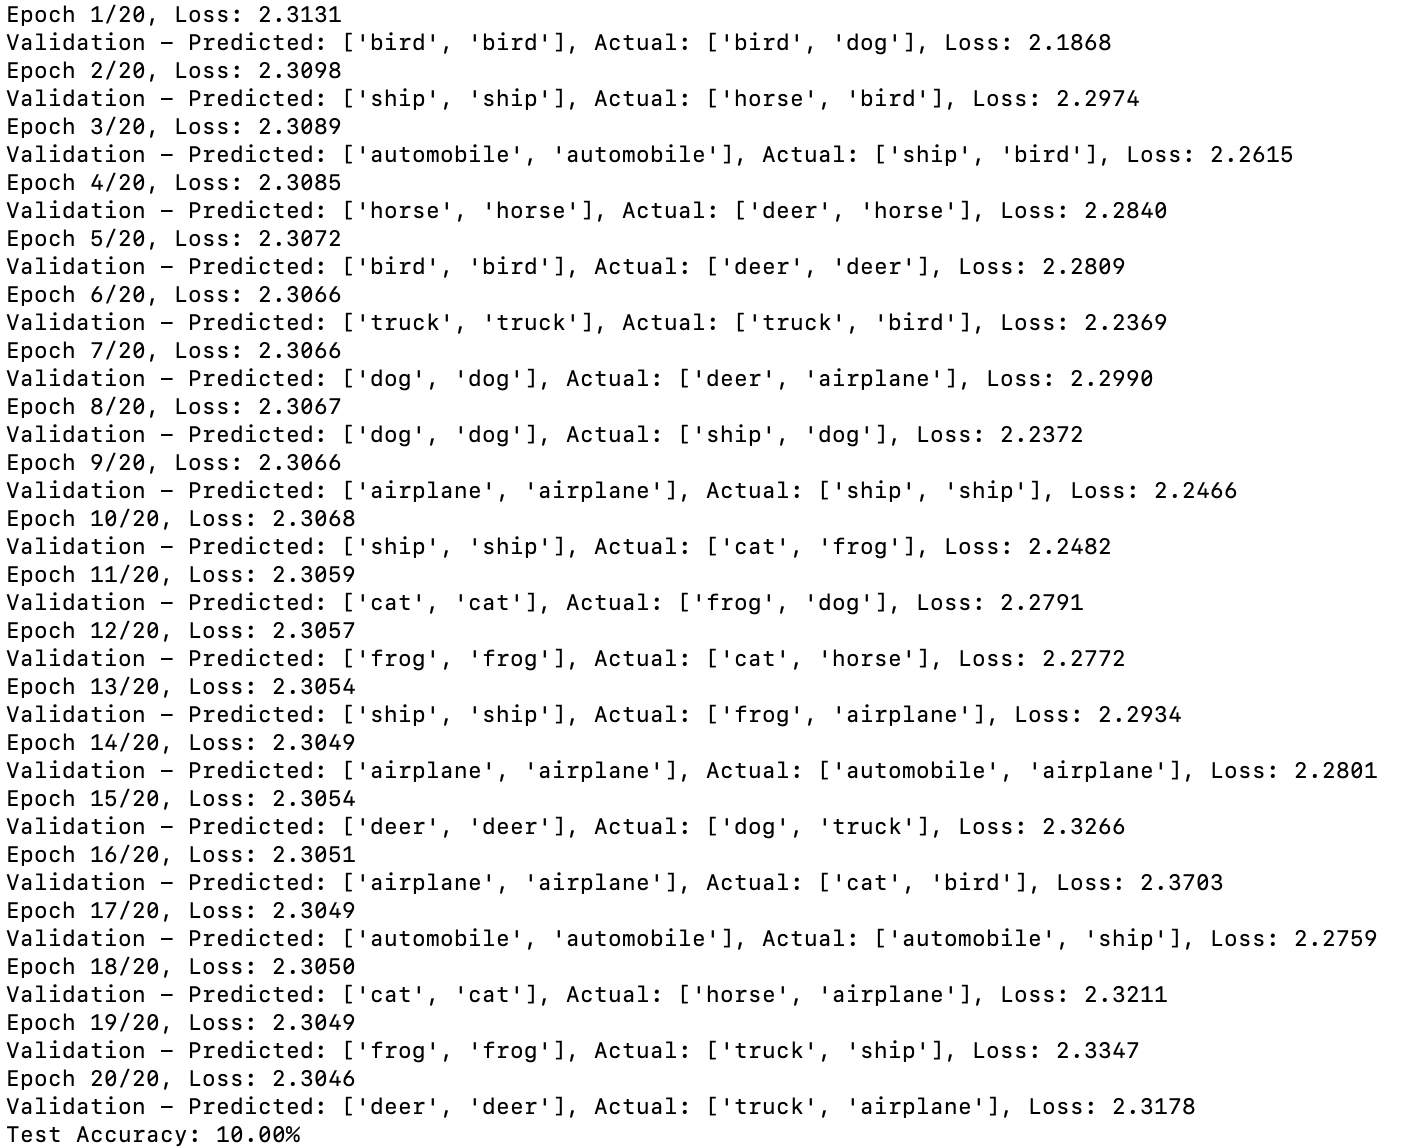 Epoch 1/20, Loss: 2.3131
Validation – Predicted: ['bird', 'bird'], Actual: ['bird', 'dog'], Loss: 2.1868
Epoch 2/20, Loss: 2.3098
Validation – Predicted: ['ship', 'ship'], Actual: ['horse', 'bird'], Loss: 2.2974
Epoch 3/20, Loss: 2.3089
Validation – Predicted: ['automobile', 'automobile'], Actual: ['ship', 'bird'], Loss: 2.2615
Epoch 4/20, Loss: 2.3085
Validation – Predicted: ['horse', 'horse'], Actual: ['deer', 'horse'], Loss: 2.2840
Epoch 5/20, Loss: 2.3072
Validation – Predicted: ['bird', 'bird'], Actual: ['deer', 'deer'], Loss: 2.2809
Epoch 6/20, Loss: 2.3066
Validation – Predicted: ['truck', 'truck'], Actual: ['truck', 'bird'], Loss: 2.2369
Epoch 7/20, Loss: 2.3066
Validation – Predicted: ['dog', 'dog'], Actual: ['deer', 'airplane'], Loss: 2.2990
Epoch 8/20, Loss: 2.3067
Validation – Predicted: ['dog', 'dog'], Actual: ['ship', 'dog'], Loss: 2.2372
Epoch 9/20, Loss: 2.3066
Validation – Predicted: ['airplane', 'airplane'], Actual: ['ship', 'ship'], Loss: 2.2466
Epoch 10/20, Loss: 2.3068
Validation – Predicted: ['ship', 'ship'], Actual: ['cat', 'frog'], Loss: 2.2482
Epoch 11/20, Loss: 2.3059
Validation – Predicted: ['cat', 'cat'], Actual: ['frog', 'dog'], Loss: 2.2791
Epoch 12/20, Loss: 2.3057
Validation – Predicted: ['frog', 'frog'], Actual: ['cat', 'horse'], Loss: 2.2772
Epoch 13/20, Loss: 2.3054
Validation – Predicted: ['ship', 'ship'], Actual: ['frog', 'airplane'], Loss: 2.2934
Epoch 14/20, Loss: 2.3049
Validation – Predicted: ['airplane', 'airplane'], Actual: ['automobile', 'airplane'], Loss: 2.2801
Epoch 15/20, Loss: 2.3054
Validation – Predicted: ['deer', 'deer'], Actual: ['dog', 'truck'], Loss: 2.3266
Epoch 16/20, Loss: 2.3051
Validation – Predicted: ['airplane', 'airplane'], Actual: ['cat', 'bird'], Loss: 2.3703
Epoch 17/20, Loss: 2.3049
Validation – Predicted: ['automobile', 'automobile'], Actual: ['automobile', 'ship'], Loss: 2.2759
Epoch 18/20, Loss: 2.3050
Validation – Predicted: ['cat', 'cat'], Actual: ['horse', 'airplane'], Loss: 2.3211
Epoch 19/20, Loss: 2.3049
Validation – Predicted: ['frog', 'frog'], Actual: ['truck', 'ship'], Loss: 2.3347
Epoch 20/20, Loss: 2.3046
Validation – Predicted: ['deer', 'deer'], Actual: ['truck', 'airplane'], Loss: 2.3178
Test Accuracy: 10.00%